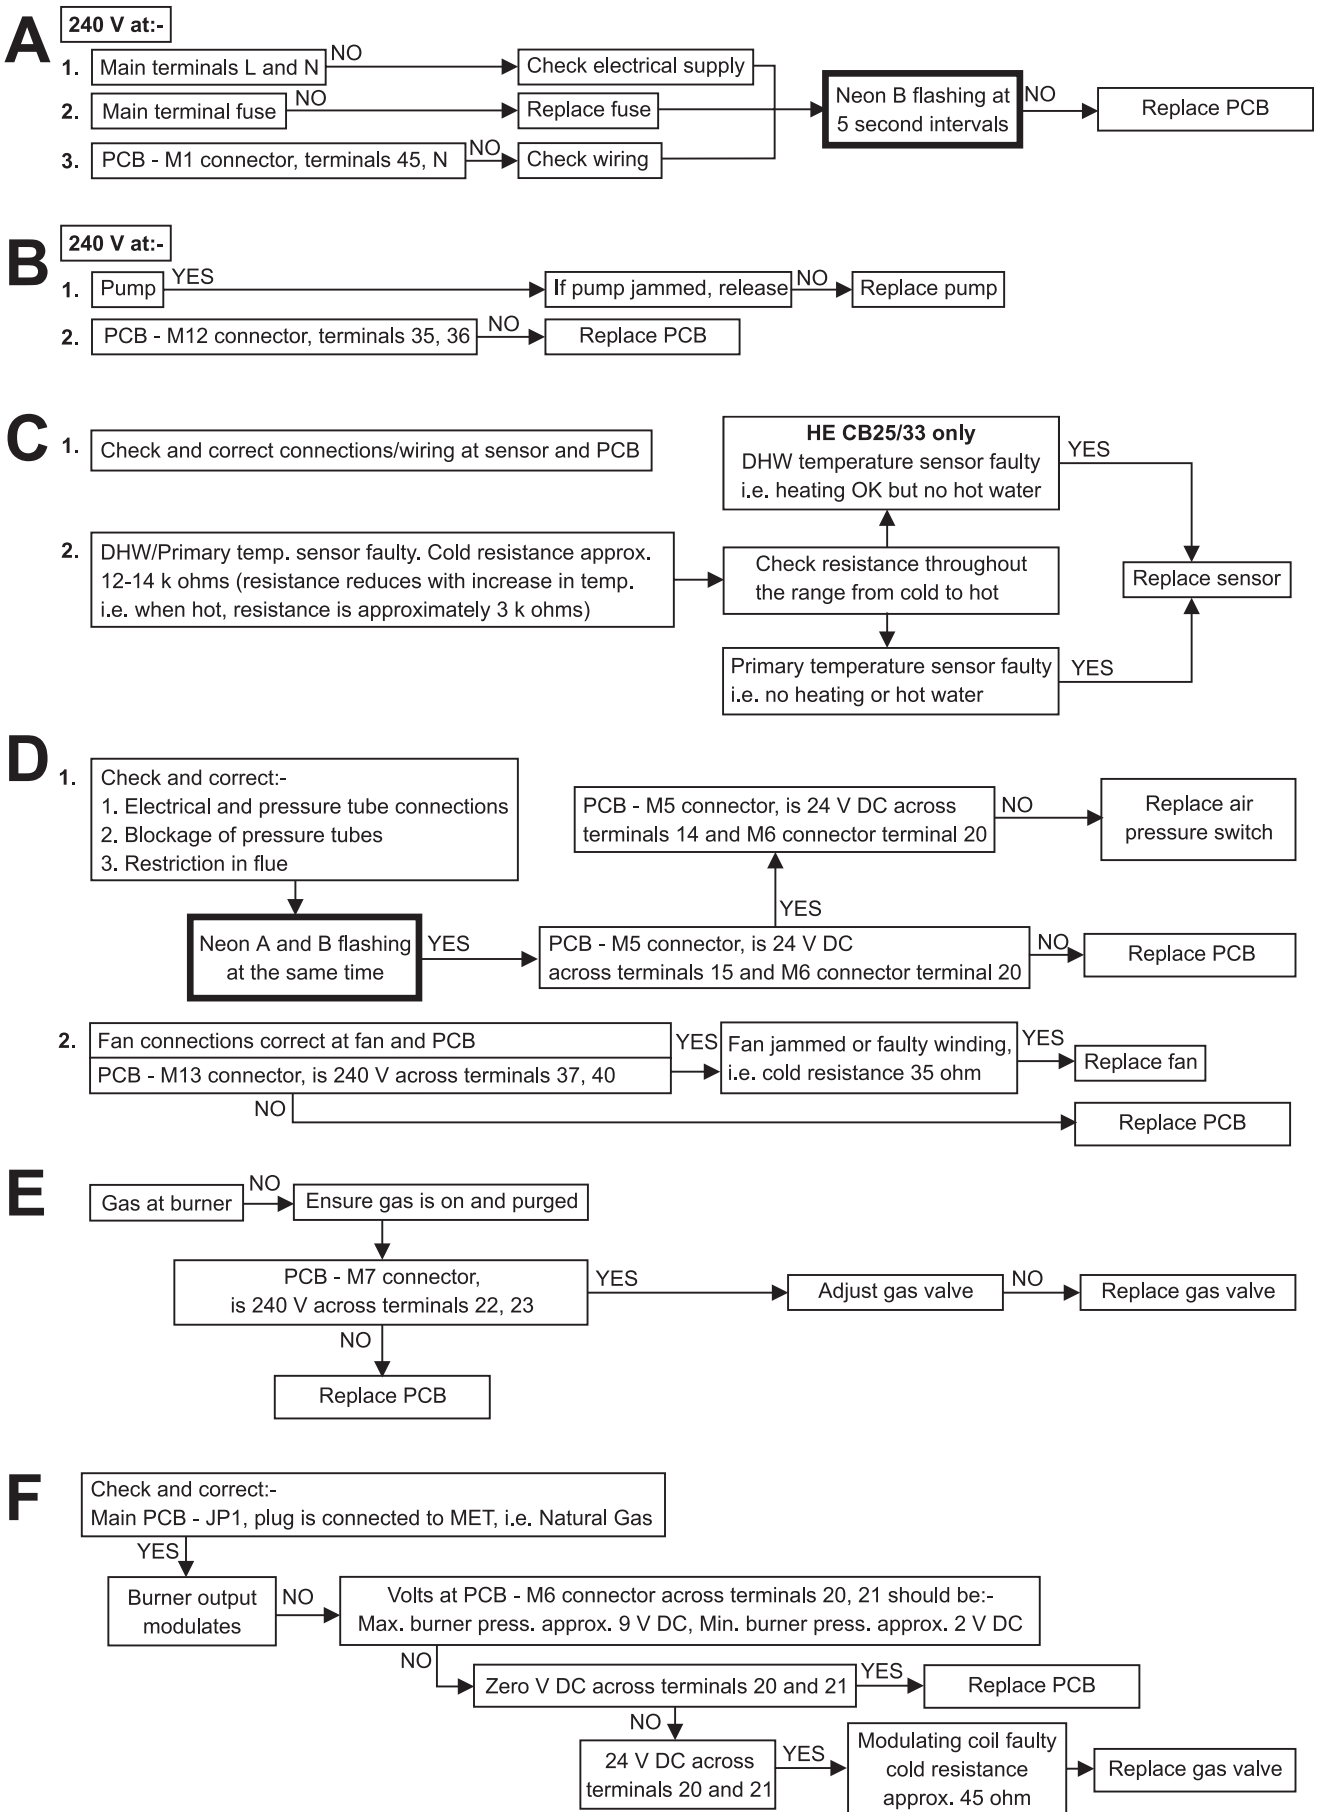 A
240 V at:-
1. Main terminals L and N
NO
Check electrical supply
2. Main terminal fuse
NO
Replace fuse
3. PCB - M1 connector, terminals 45, N
NO
Check wiring
Neon B flashing at
5 second intervals
NO
Replace PCB
B
240 V at:-
1. Pump
YES
If pump jammed, release
NO
Replace pump
2. PCB - M12 connector, terminals 35, 36
NO
Replace PCB
C
1. Check and correct connections/wiring at sensor and PCB
2. DHW/Primary temp. sensor faulty. Cold resistance approx.
12-14 k ohms (resistance reduces with increase in temp.
i.e. when hot, resistance is approximately 3 k ohms)
HE CB25/33 only
DHW temperature sensor faulty
i.e. heating OK but no hot water
YES
Check resistance throughout
the range from cold to hot
Replace sensor
Primary temperature sensor faulty
i.e. no heating or hot water
YES
D
1. Check and correct:-
1. Electrical and pressure tube connections
2. Blockage of pressure tubes
3. Restriction in flue
PCB - M5 connector, is 24 V DC across
terminals 14 and M6 connector terminal 20
NO
Replace air
pressure switch
YES
Neon A and B flashing
at the same time
YES
PCB - M5 connector, is 24 V DC
across terminals 15 and M6 connector terminal 20
NO
Replace PCB
2. Fan connections correct at fan and PCB
PCB - M13 connector, is 240 V across terminals 37, 40
YES
Fan jammed or faulty winding,
i.e. cold resistance 35 ohm
YES
Replace fan
NO
Replace PCB
E
Gas at burner
NO
Ensure gas is on and purged
PCB - M7 connector,
is 240 V across terminals 22, 23
YES
Adjust gas valve
NO
Replace gas valve
NO
Replace PCB
F
Check and correct:-
Main PCB - JP1, plug is connected to MET, i.e. Natural Gas
YES
Burner output
modulates
NO
Volts at PCB - M6 connector across terminals 20, 21 should be:-
Max. burner press. approx. 9 V DC, Min. burner press. approx. 2 V DC
NO
Zero V DC across terminals 20 and 21
YES
Replace PCB
NO
24 V DC across
terminals 20 and 21
YES
Modulating coil faulty
cold resistance
approx. 45 ohm
Replace gas valve